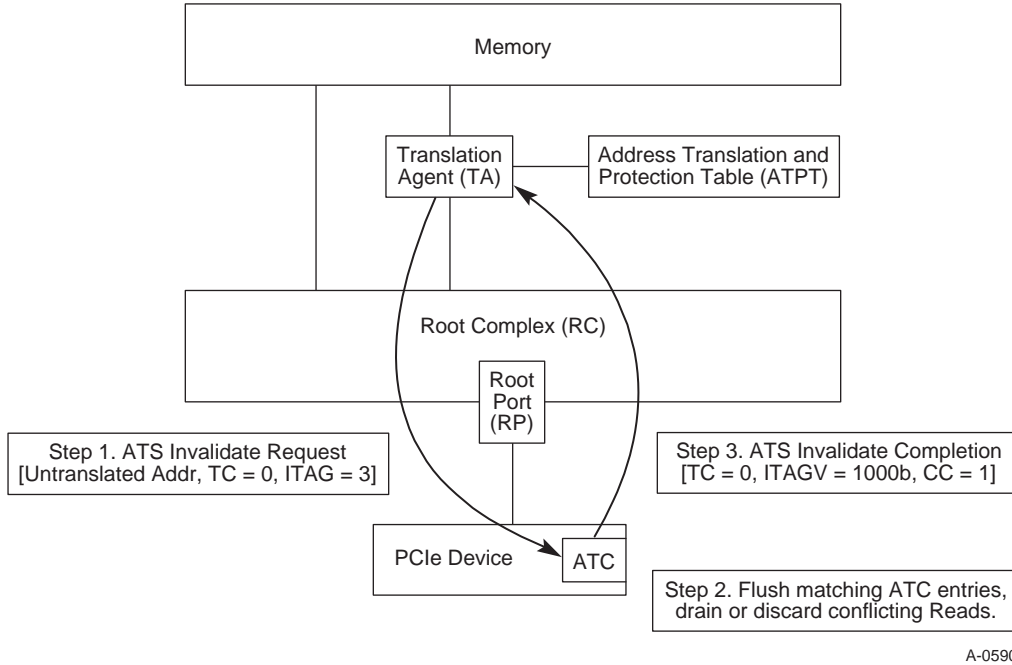 Memory
Translation
Agent (TA)
Address Translation and
Protection Table (ATPT)
Root Complex (RC)
Root
Port
(RP)
Step 1. ATS Invalidate Request
[Untranslated Addr, TC = 0, ITAG = 3]
Step 3. ATS Invalidate Completion
[TC = 0, ITAGV = 1000b, CC = 1]
PCIe Device
ATC
Step 2. Flush matching ATC entries,
drain or discard conflicting Reads.
A-0590